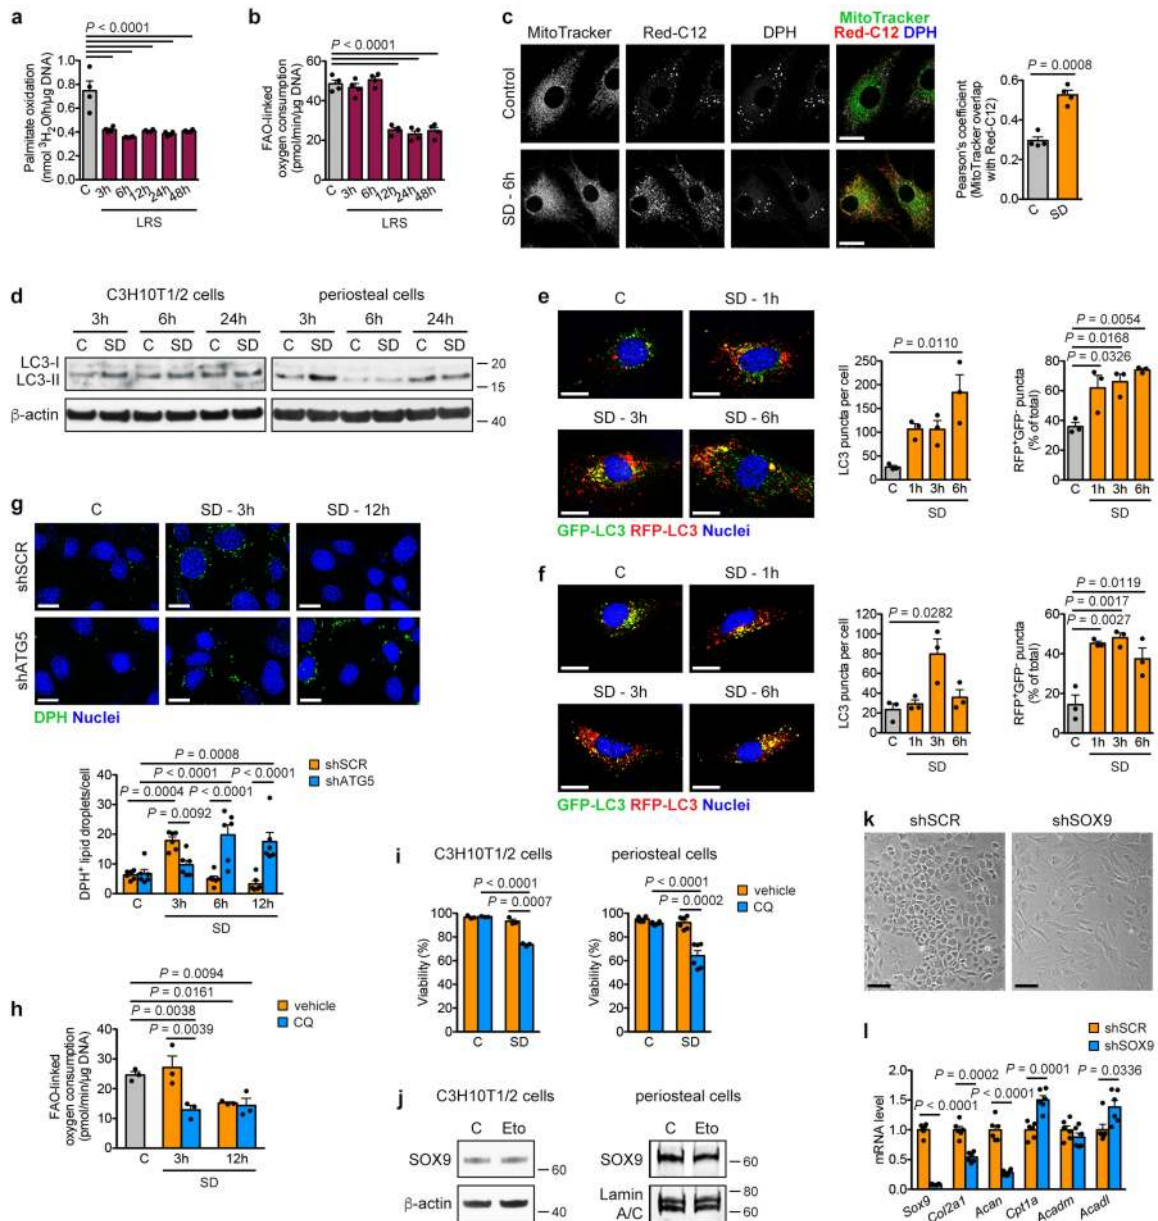 a
P < 0.0001
Palmitate oxidation
(nmol ³H₂O/h/µg DNA)
1.0
0.8
0.6
0.4
0.2
0
C
3h
6h
12h
24h
48h
LRS
b
P < 0.0001
FAO-linked
oxygen consumption
(pmol/min/µg DNA)
60
40
20
0
C
3h
6h
12h
24h
48h
LRS
c
MitoTracker
Red-C12
DPH
MitoTracker
Red-C12 DPH
Control
SD - 6h
P = 0.0008
Pearson's coefficient
(MitoTracker overlap
with Red-C12)
0.6
0.4
0.2
0
C
SD
d
C3H10T1/2 cells
periosteal cells
3h 6h 24h 3h 6h 24h
C SD C SD C SD C SD C SD C SD
LC3-I
LC3-II
20
15
β-actin
40
e
C
SD - 1h
SD - 3h
SD - 6h
GFP-LC3 RFP-LC3 Nuclei
P = 0.0110
LC3 puncta per cell
250
200
150
100
50
0
C 1h 3h 6h
SD
P = 0.0054
P = 0.0168
P = 0.0326
RFP⁺GFP⁻ puncta
(% of total)
80
60
40
20
0
C 1h 3h 6h
SD
f
C
SD - 1h
SD - 3h
SD - 6h
GFP-LC3 RFP-LC3 Nuclei
P = 0.0282
LC3 puncta per cell
120
90
60
30
0
C 1h 3h 6h
SD
P = 0.0119
P = 0.0017
P = 0.0027
RFP⁺GFP⁻ puncta
(% of total)
60
40
20
0
C 1h 3h 6h
SD
g
C
SD - 3h
SD - 12h
shSCR
shATG5
DPH Nuclei
P = 0.0008
P < 0.0001
P < 0.0001
P = 0.0004
P < 0.0001
P = 0.0092
shSCR
shATG5
DPH⁺ lipid droplets/cell
40
30
20
10
0
C 3h 6h 12h
SD
h
P = 0.0094
P = 0.0161
P = 0.0038
P = 0.0039
vehicle
CQ
FAO-linked
oxygen consumption
(pmol/min/µg DNA)
40
30
20
10
0
C 3h 12h
SD
i
C3H10T1/2 cells
P < 0.0001
P = 0.0007
Viability (%)
100
80
60
40
20
0
C SD
periosteal cells
P < 0.0001
P = 0.0002
vehicle
CQ
Viability (%)
100
80
60
40
20
0
C SD
j
C3H10T1/2 cells
C Eto
SOX9
60
β-actin
40
periosteal cells
C Eto
SOX9
60
Lamin
A/C
80
60
k
shSCR
shSOX9
l
shSCR
shSOX9
P = 0.0002
P = 0.0001
P = 0.0336
P < 0.0001
P < 0.0001
mRNA level
2.0
1.5
1.0
0.5
0
Sox9
Col2a1
Acan
Cpt1a
Acadm
Acadl